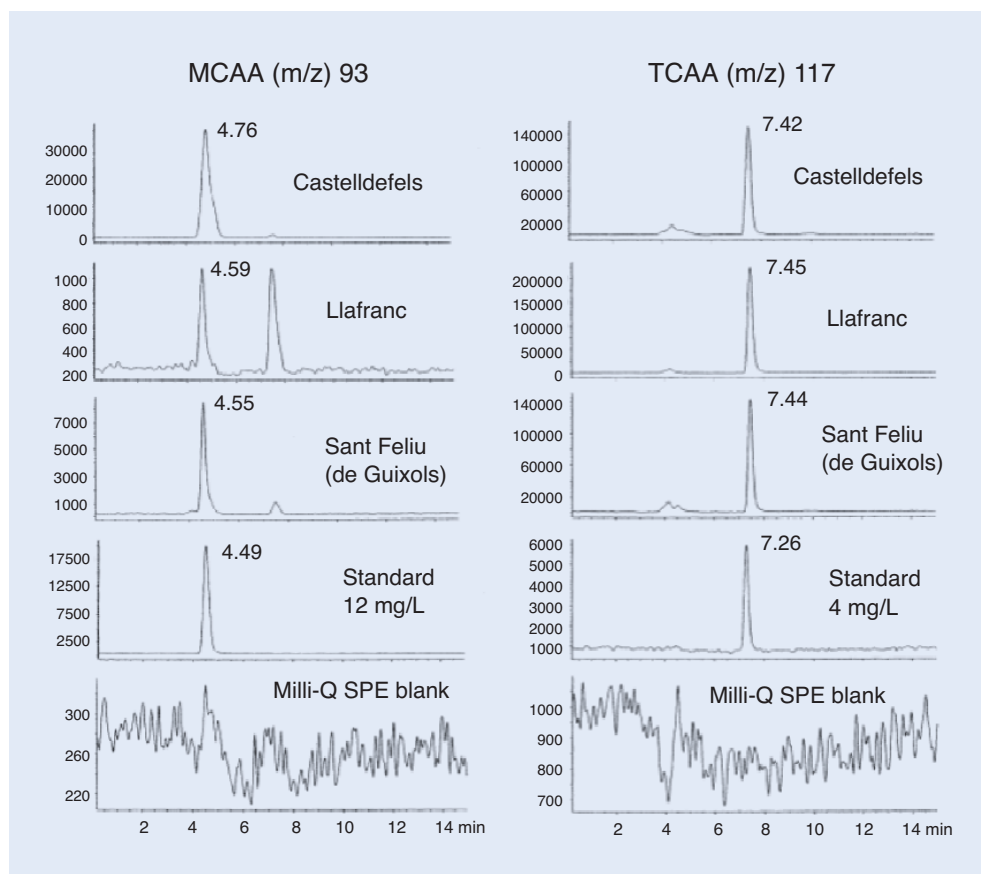 MCAA (m/z) 93
4.76
30000
20000
10000
0
Castelldefels
4.59
1000
800
600
400
200
Llafranc
4.55
7000
5000
3000
1000
Sant Feliu
(de Guixols)
4.49
17500
12500
7500
2500
Standard
12 mg/L
Milli-Q SPE blank
300
260
220
2 4 6 8 10 12 14 min
TCAA (m/z) 117
7.42
140000
100000
60000
20000
Castelldefels
7.45
200000
150000
100000
50000
0
Llafranc
7.44
140000
100000
60000
20000
Sant Feliu
(de Guixols)
7.26
6000
5000
4000
3000
2000
1000
Standard
4 mg/L
Milli-Q SPE blank
1000
900
800
700
2 4 6 8 10 12 14 min